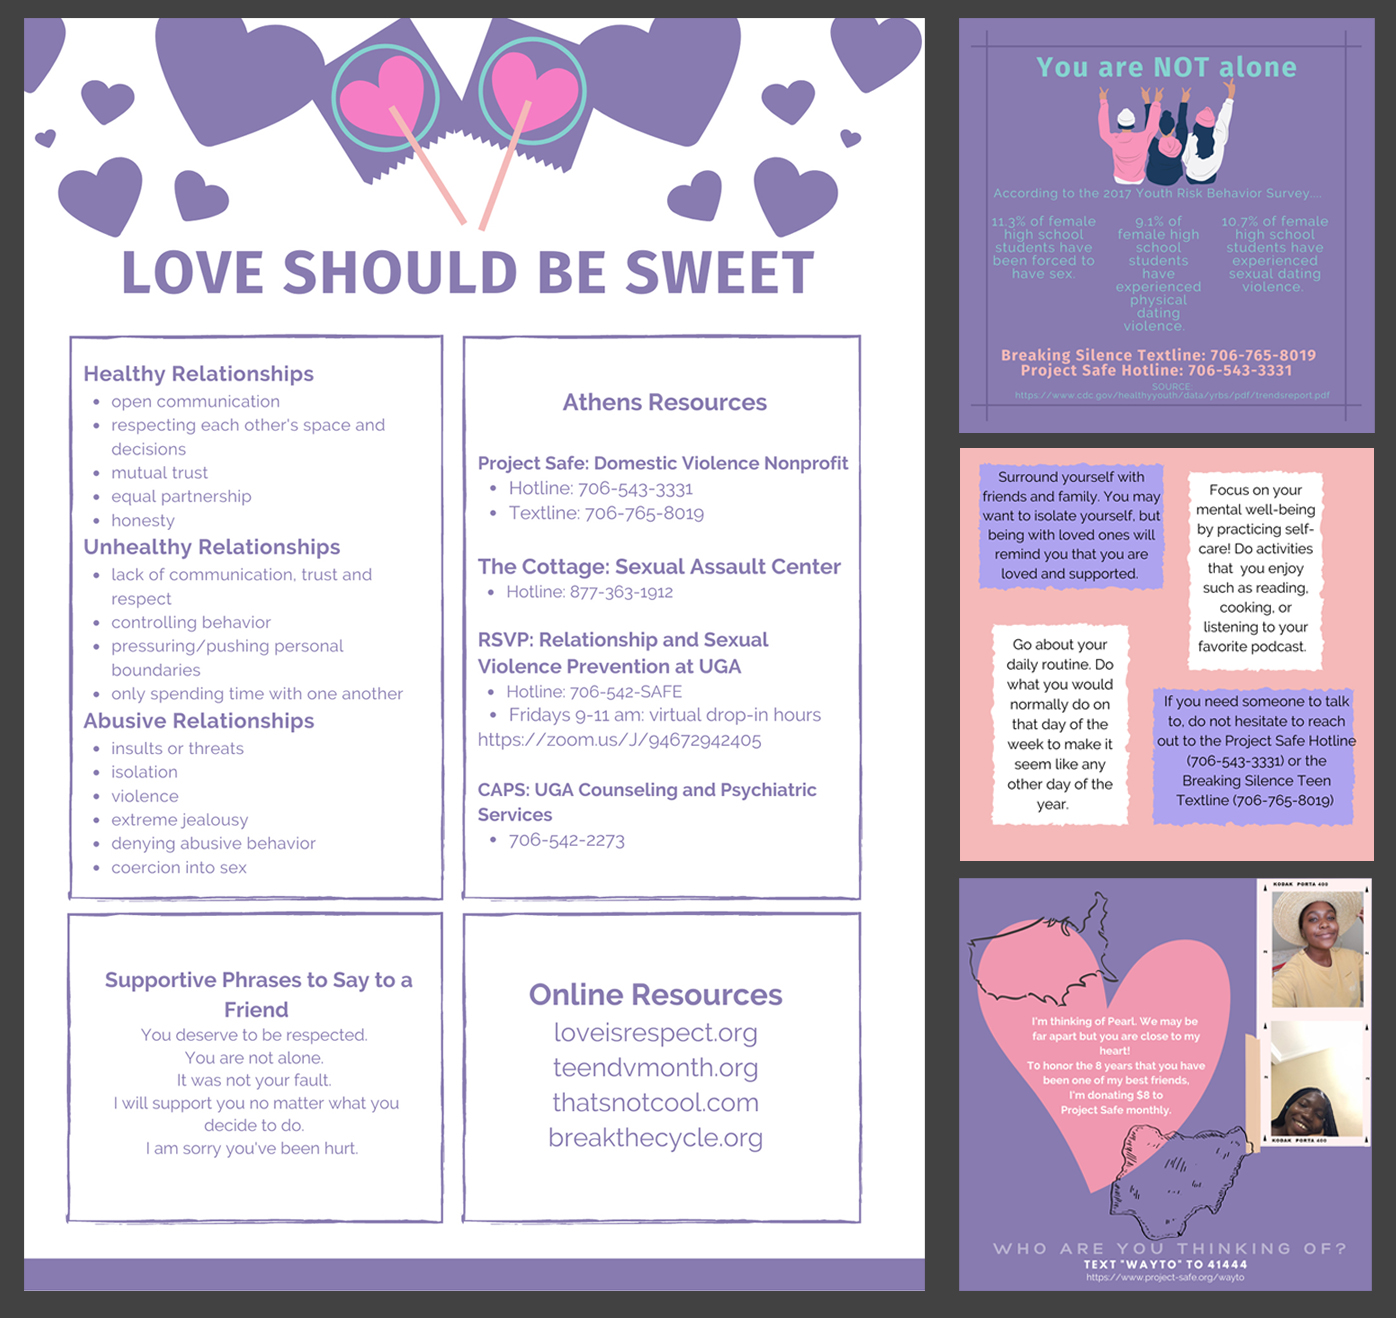 LOVE SHOULD BE SWEET
Healthy Relationships
• open communication
• respecting each other's space and
decisions
• mutual trust
• equal partnership
• honesty
Unhealthy Relationships
• lack of communication, trust and
respect
• controlling behavior
• pressuring/pushing personal
boundaries
• only spending time with one another
Abusive Relationships
• insults or threats
• isolation
• violence
• extreme jealousy
• denying abusive behavior
• coercion into sex
Athens Resources
Project Safe: Domestic Violence Nonprofit
• Hotline: 706-543-3331
• Textline: 706-765-8019
The Cottage: Sexual Assault Center
• Hotline: 877-363-1912
RSVP: Relationship and Sexual
Violence Prevention at UGA
• Hotline: 706-542-SAFE
• Fridays 9-11 am: virtual drop-in hours
https://zoom.us/J/94672942405
CAPS: UGA Counseling and Psychiatric
Services
• 706-542-2273
Supportive Phrases to Say to a
Friend
You deserve to be respected.
You are not alone.
It was not your fault.
I will support you no matter what you
decide to do.
I am sorry you've been hurt.
Online Resources
loveisrespect.org
teendvmonth.org
thatsnotcool.com
breakthecycle.org
You are NOT alone
According to the 2017 Youth Risk Behavior Survey....
11.3% of female
high school
students have
been forced to
have sex.
9.1% of
female high
school
students
have
experienced
physical
dating
violence.
10.7% of female
high school
students have
experienced
sexual dating
violence.
Breaking Silence Textline: 706-765-8019
Project Safe Hotline: 706-543-3331
SOURCE:
https://www.cdc.gov/healthyyouth/data/yrbs/pdf/trendsreport.pdf
Surround yourself with
friends and family. You may
want to isolate yourself, but
being with loved ones will
remind you that you are
loved and supported.
Focus on your
mental well-being
by practicing self-
care! Do activities
that you enjoy
such as reading,
cooking, or
listening to your
favorite podcast.
Go about your
daily routine. Do
what you would
normally do on
that day of the
week to make it
seem like any
other day of the
year.
If you need someone to talk
to, do not hesitate to reach
out to the Project Safe Hotline
(706-543-3331) or the
Breaking Silence Teen
Textline (706-765-8019)
KODAK PORTA 400
I'm thinking of Pearl. We may be
far apart but you are close to my
heart!
To honor the 8 years that you have
been one of my best friends,
I'm donating $8 to
Project Safe monthly.
KODAK PORTA 400
WHO ARE YOU THINKING OF?
TEXT "WAYTO" TO 41444
https://www.project-safe.org/wayto